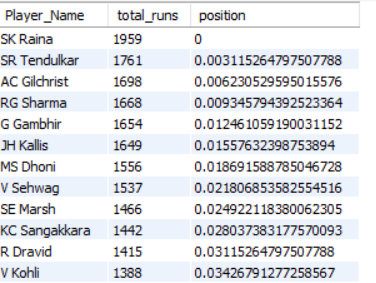 Player_Name total_runs position
SK Raina 1959 0
SR Tendulkar 1761 0.003115264797507788
AC Gilchrist 1698 0.006230529595015576
RG Sharma 1668 0.009345794392523364
G Gambhir 1654 0.012461059190031152
JH Kallis 1649 0.01557632398753894
MS Dhoni 1556 0.018691588785046728
V Sehwag 1537 0.021806853582554516
SE Marsh 1466 0.024922118380062305
KC Sangakkara 1442 0.028037383177570093
R Dravid 1415 0.03115264797507788
V Kohli 1388 0.03426791277258567